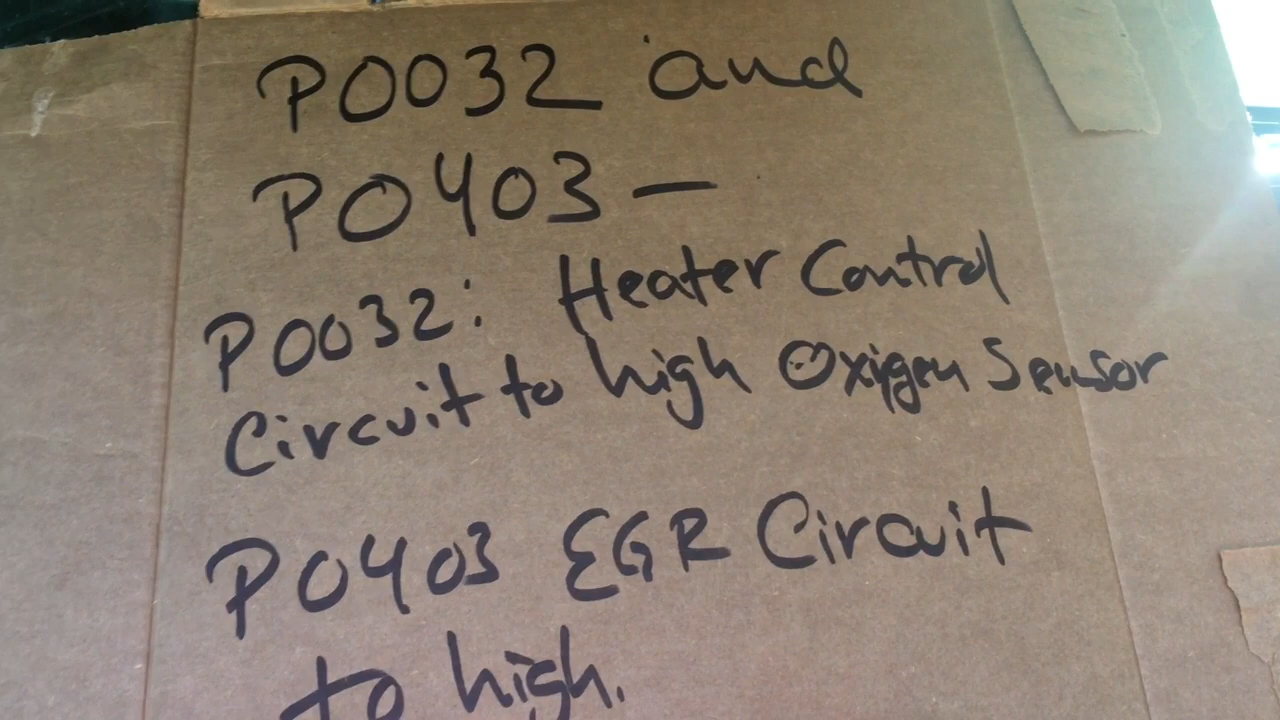 P0032 and
P0403 —
P0032: Heater Control
Circuit to high Oxigen Sensor
P0403 EGR Circuit
to high.